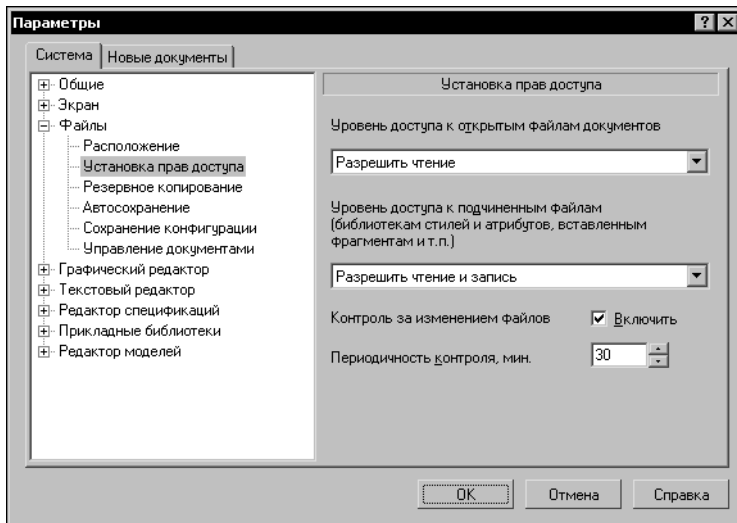 Параметры
Система
Новые документы
Общие
Экран
Файлы
Расположение
Установка прав доступа
Резервное копирование
Автосохранение
Сохранение конфигурации
Управление документами
Графический редактор
Текстовый редактор
Редактор спецификаций
Прикладные библиотеки
Редактор моделей
Установка прав доступа
Уровень доступа к открытым файлам документов
Разрешить чтение
Уровень доступа к подчиненным файлам
(библиотекам стилей и атрибутов, вставленным
фрагментам и т.п.)
Разрешить чтение и запись
Контроль за изменением файлов
Включить
Периодичность контроля, мин.
30
OK
Отмена
Справка